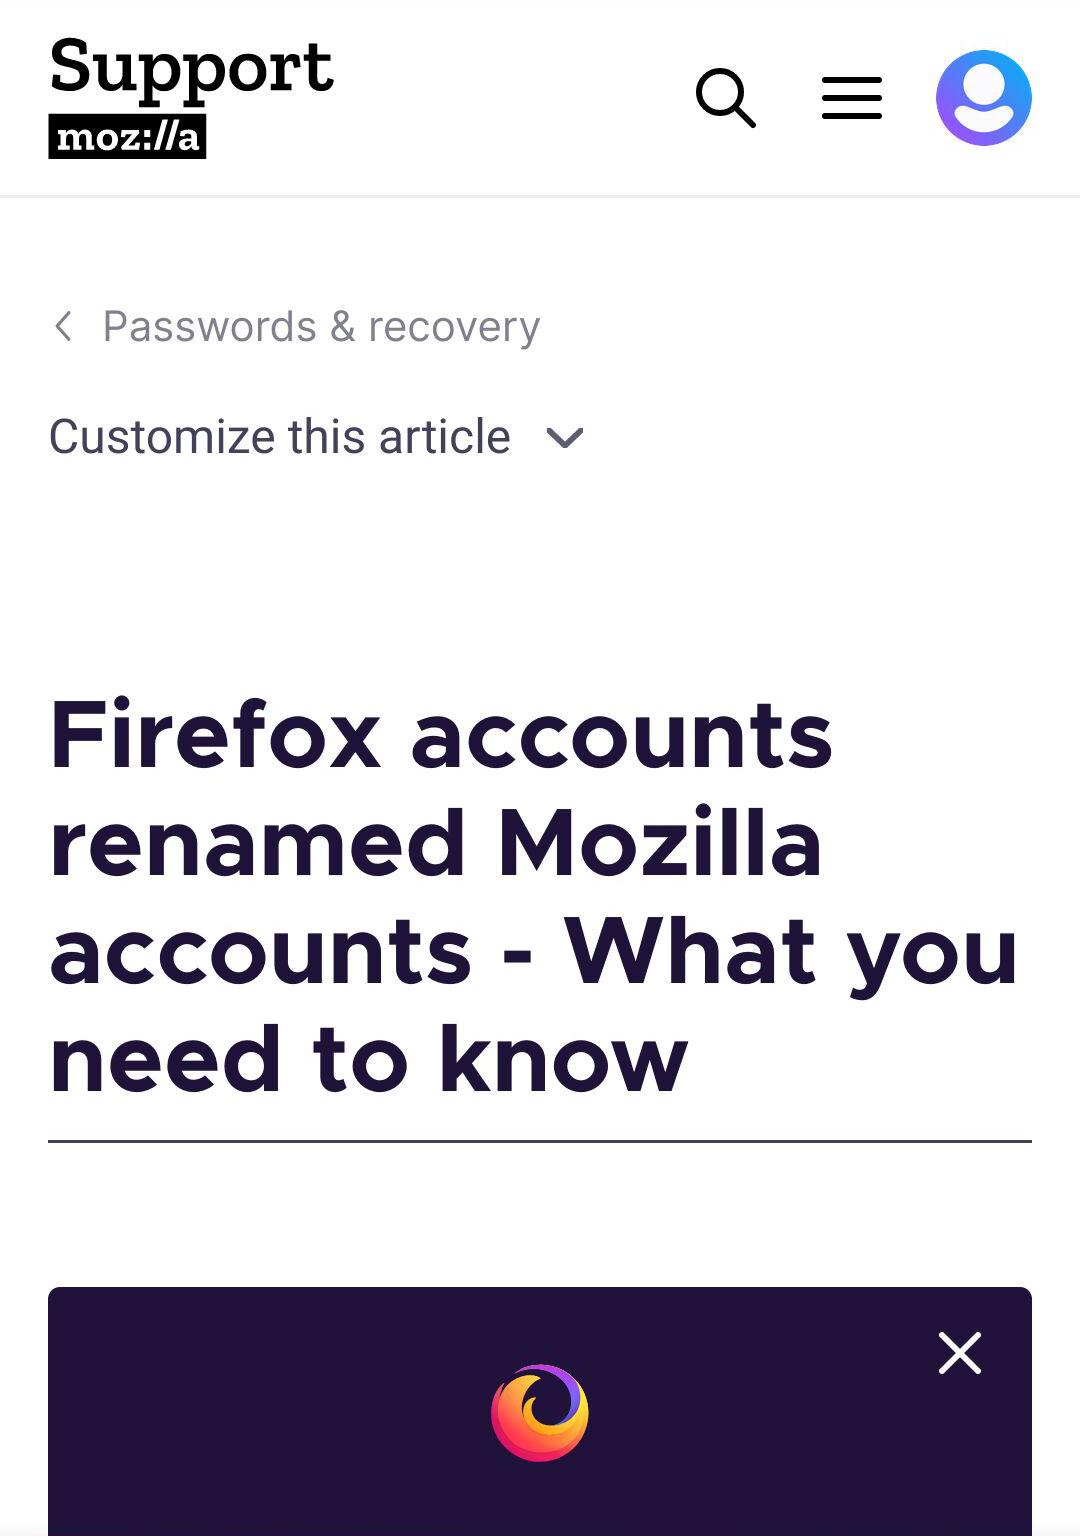 Support
moz://a
Passwords & recovery
Customize this article
Firefox accounts
renamed Mozilla
accounts - What you
need to know